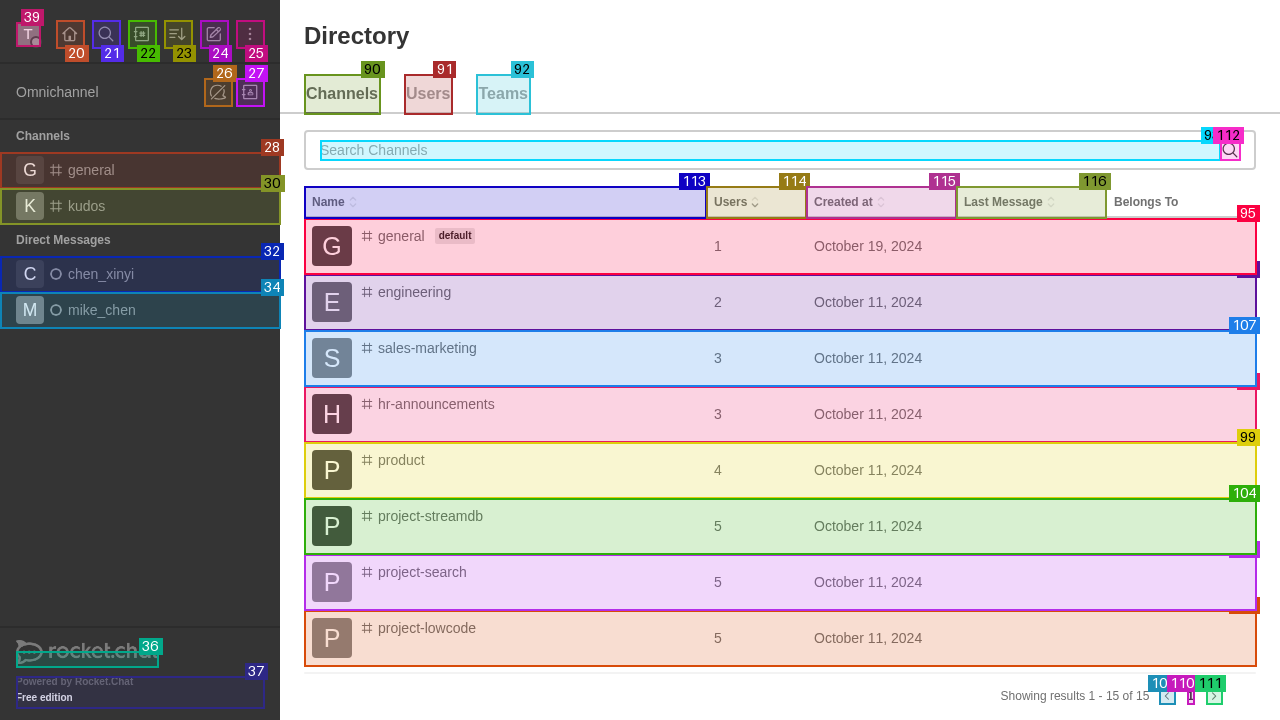 39
T
20
21
22
23
24
25
Directory
Omnichannel
26
27
90
Channels
91
Users
92
Teams
Channels
28
G
general
30
K
kudos
Direct Messages
32
C
chen_xinyi
34
M
mike_chen
Search Channels
112
113
114
115
116
Name
Users
Created at
Last Message
Belongs To
95
G
general
default
1
October 19, 2024
E
engineering
2
October 11, 2024
107
S
sales-marketing
3
October 11, 2024
H
hr-announcements
3
October 11, 2024
99
P
product
4
October 11, 2024
104
P
project-streamdb
5
October 11, 2024
P
project-search
5
October 11, 2024
P
project-lowcode
5
October 11, 2024
36
rocket.chat
37
Powered by Rocket.Chat
Free edition
Showing results 1 - 15 of 15
110
111
1